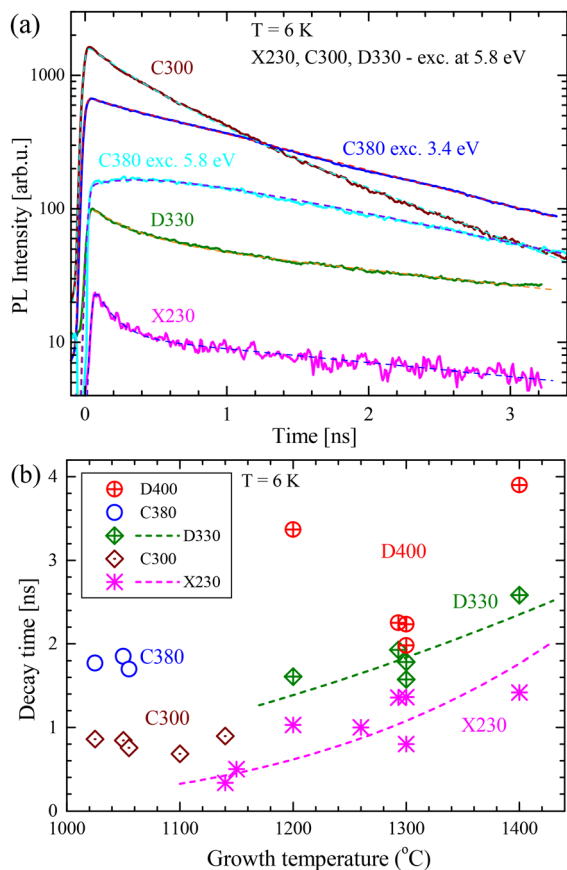 (a)
T = 6 K
X230, C300, D330 - exc. at 5.8 eV
C300
C380 exc. 3.4 eV
C380 exc. 5.8 eV
D330
X230
PL Intensity [arb.u.]
1000
100
10
0
1
2
3
Time [ns]
(b)
T = 6 K
D400
C380
D330
C300
X230
D400
D330
C380
C300
X230
Decay time [ns]
4
3
2
1
0
1000
1100
1200
1300
1400
Growth temperature (°C)